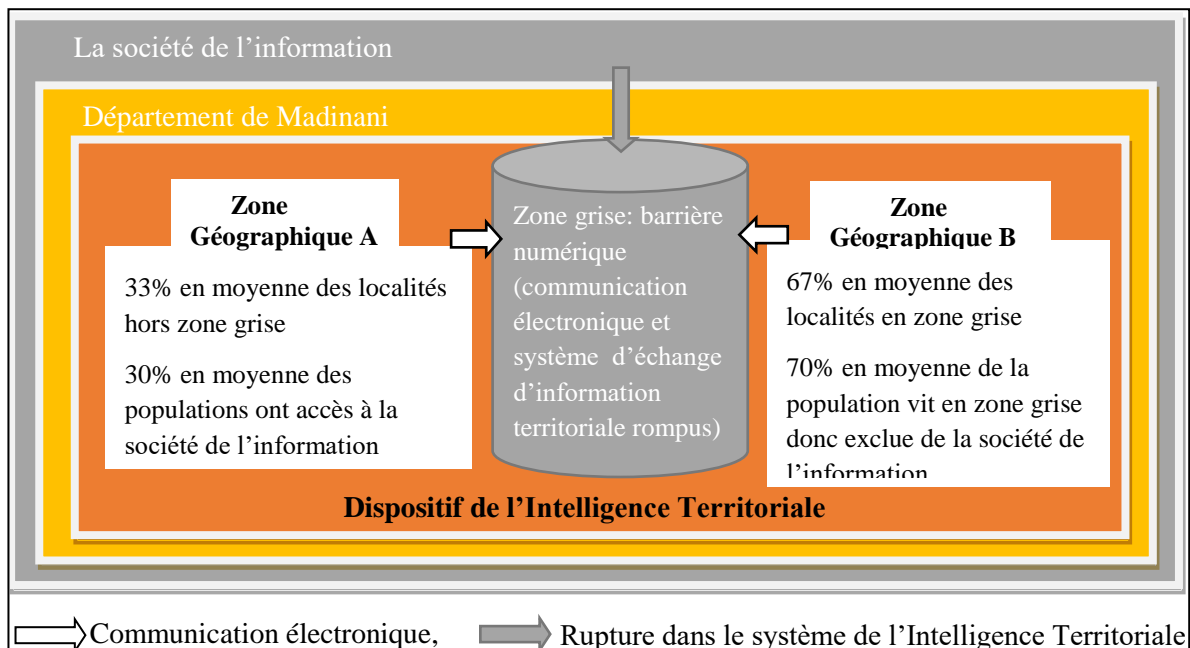 La société de l’information
Département de Madinani
Zone
Géographique A
33% en moyenne des localités
hors zone grise
30% en moyenne des
populations ont accès à la
société de l’information
Zone grise: barrière
numérique
(communication
électronique et
système d’échange
d’information
territoriale rompus)
Zone
Géographique B
67% en moyenne des
localités en zone grise
70% en moyenne de la
population vit en zone grise
donc exclue de la société de
l’information
Dispositif de l’Intelligence Territoriale
Communication électronique,
Rupture dans le système de l’Intelligence Territoriale